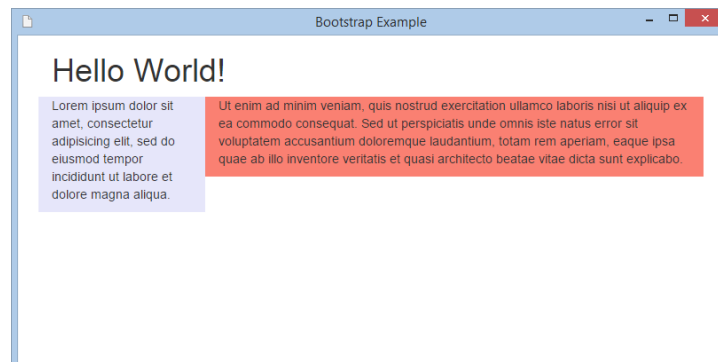 Bootstrap Example
Hello World!
Lorem ipsum dolor sit
amet, consectetur
adipisicing elit, sed do
eiusmod tempor
incididunt ut labore et
dolore magna aliqua.
Ut enim ad minim veniam, quis nostrud exercitation ullamco laboris nisi ut aliquip ex
ea commodo consequat. Sed ut perspiciatis unde omnis iste natus error sit
voluptatem accusantium doloremque laudantium, totam rem aperiam, eaque ipsa
quae ab illo inventore veritatis et quasi architecto beatae vitae dicta sunt explicabo.